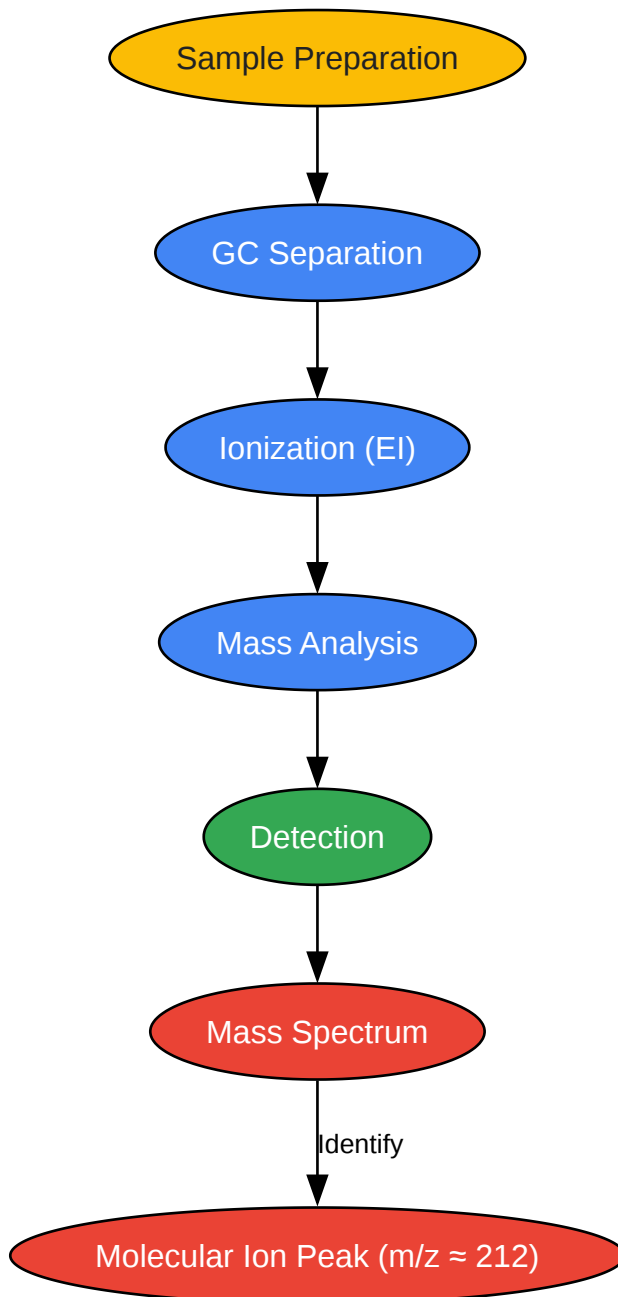 Sample Preparation
GC Separation
Ionization (EI)
Mass Analysis
Detection
Mass Spectrum
Identify
Molecular Ion Peak (m/z ≈ 212)